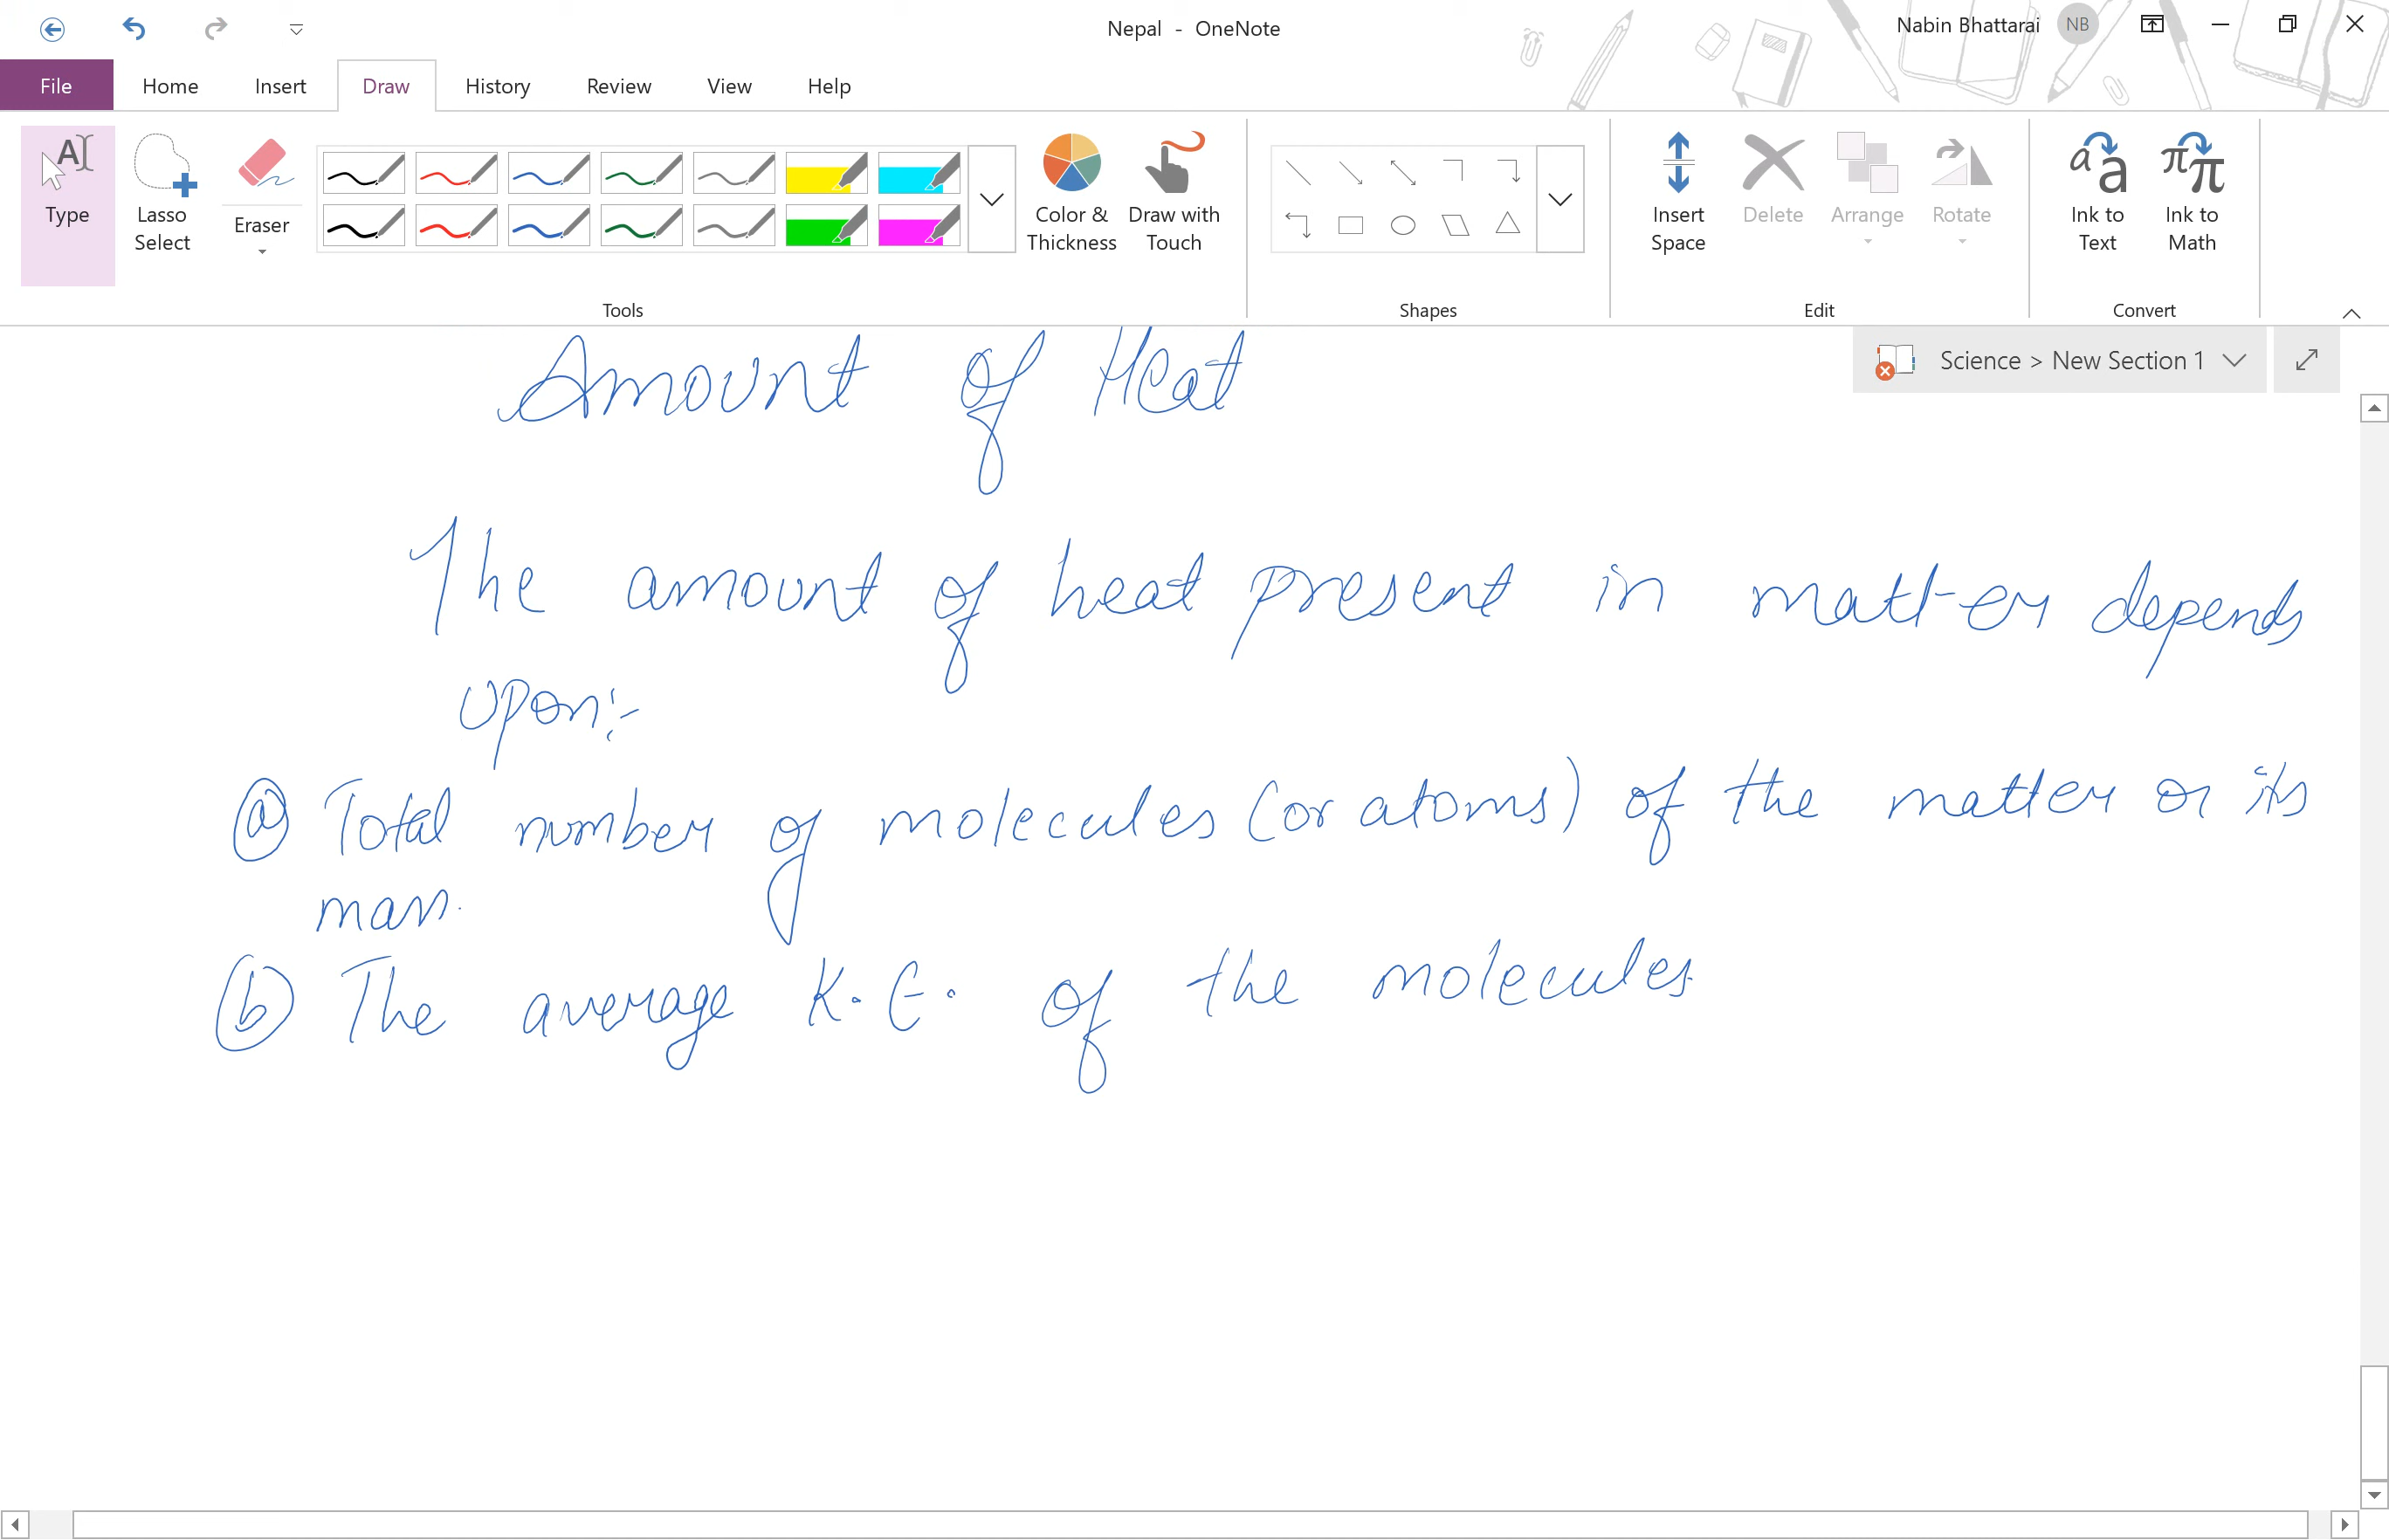 Nepal - OneNote
Nabin Bhattarai NB
File Home Insert Draw History Review View Help
Type
Lasso Select
Eraser
Color & Thickness
Draw with Touch
Insert Space
Delete
Arrange
Rotate
Ink to Text
Ink to Math
Tools Shapes Edit Convert
Science > New Section 1
Amount of Heat
The amount of heat present in matt-er depends
upon:-
(a) Total number of molecules (or atoms) of the matter or its
mass.
(b) The average K.E. of the molecules.